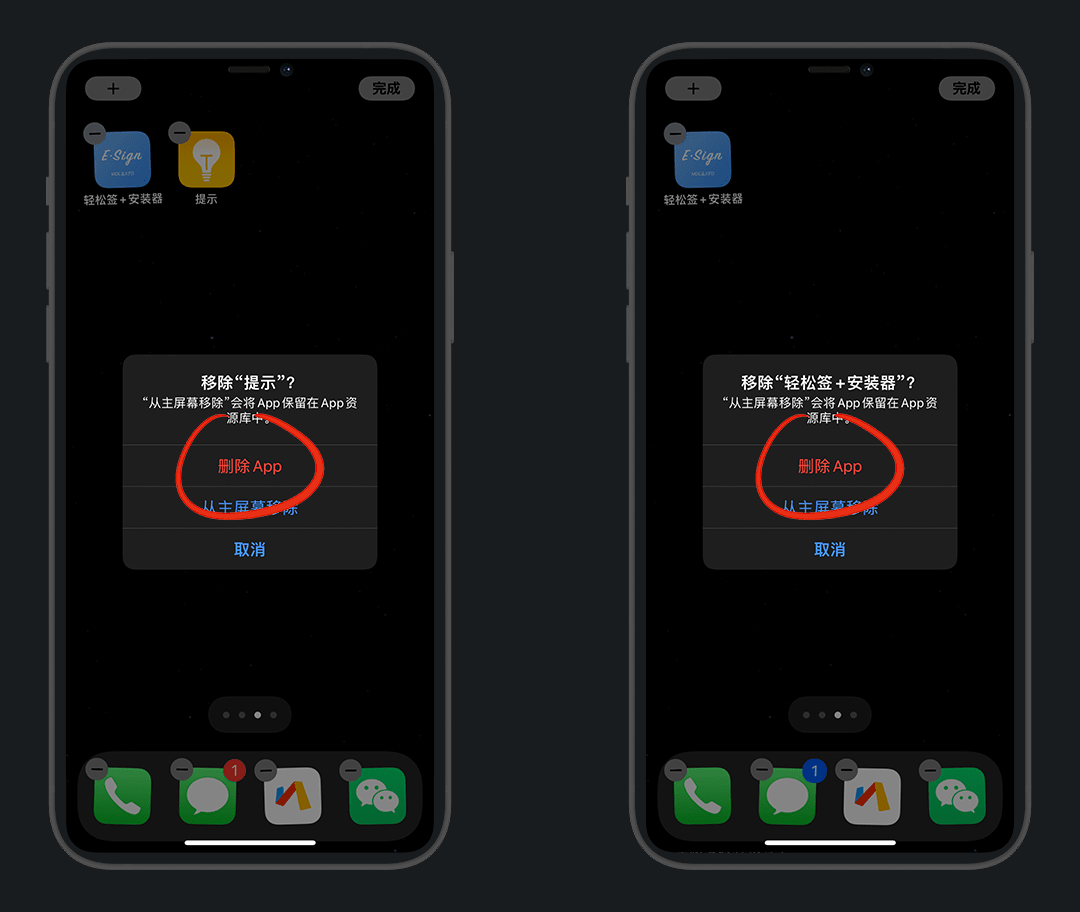 完成
E·Sign
轻松签+安装器
提示
移除“提示”？
“从主屏幕移除”会将 App 保留在 App 资
源库中。
删除 App
从主屏幕移除
取消
1
完成
E·Sign
轻松签+安装器
移除“轻松签+安装器”？
“从主屏幕移除”会将 App 保留在 App 资
源库中。
删除 App
从主屏幕移除
取消
1